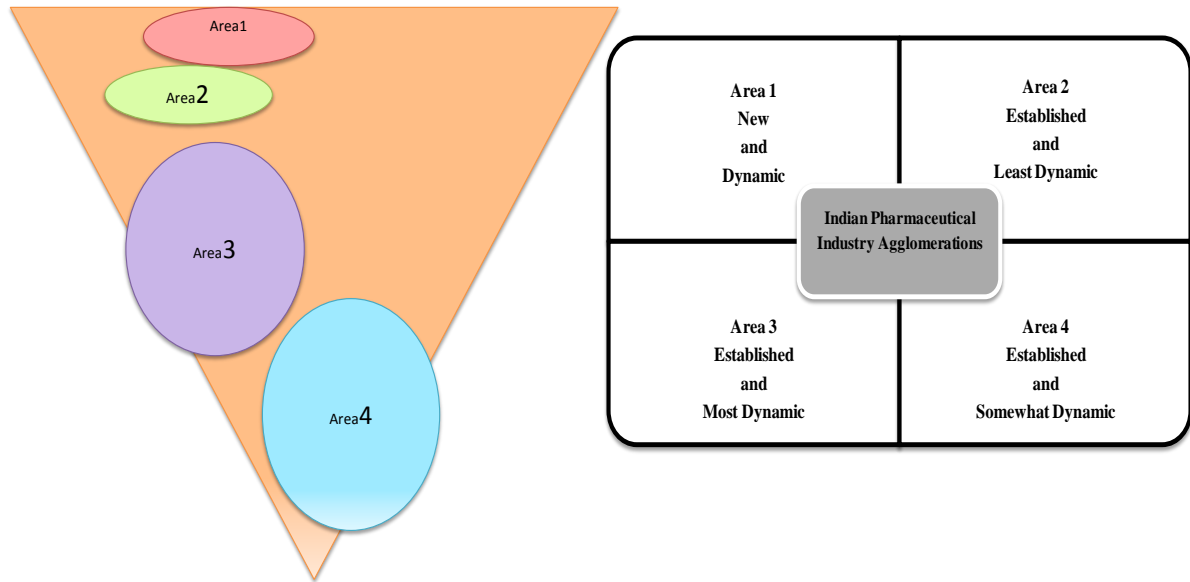 Area1
Area2
Area3
Area4
Area 1
New
and
Dynamic
Area 2
Established
and
Least Dynamic
Indian Pharmaceutical
Industry Agglomerations
Area 3
Established
and
Most Dynamic
Area 4
Established
and
Somewhat Dynamic